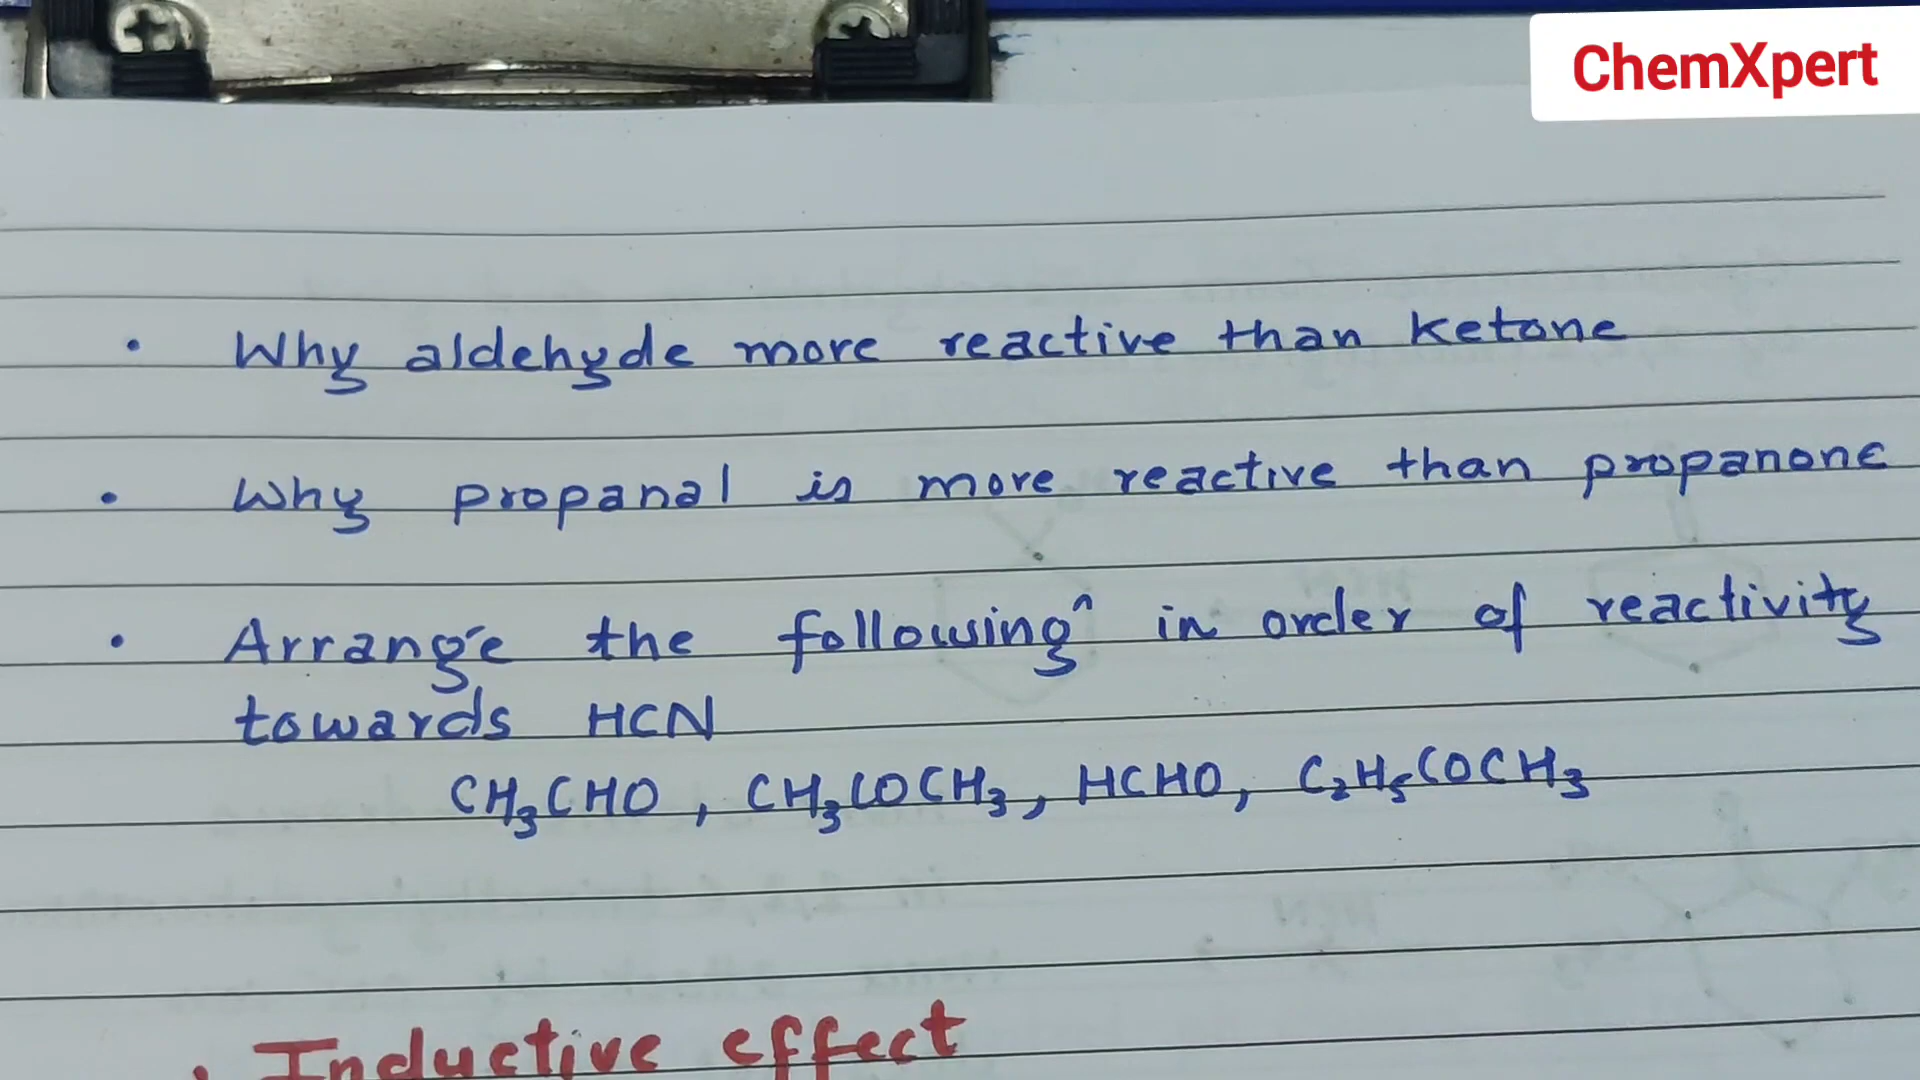 ChemXpert
• Why aldehyde more reactive than ketone
• Why propanal is more reactive than propanone
• Arrange the following in order of reactivity
towards HCN
CH₃CHO, CH₃COCH₃, HCHO, C₂H₅COCH₃
• Inductive effect